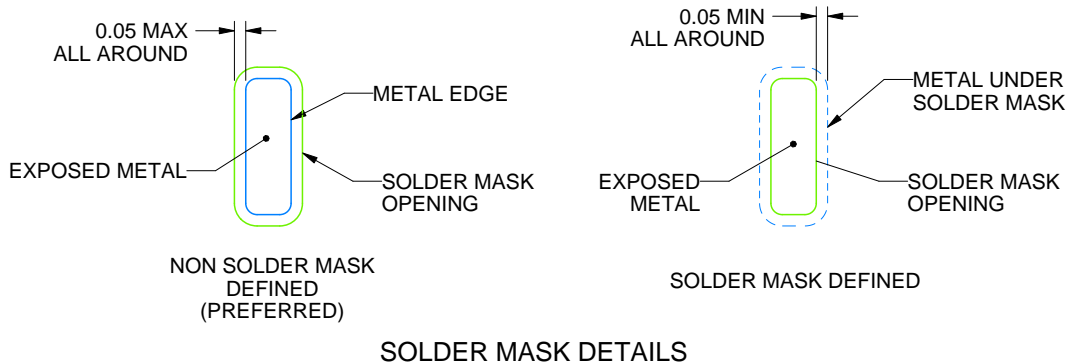 0.05 MAX
ALL AROUND
METAL EDGE
EXPOSED METAL
SOLDER MASK
OPENING
NON SOLDER MASK
DEFINED
(PREFERRED)
0.05 MIN
ALL AROUND
METAL UNDER
SOLDER MASK
EXPOSED
METAL
SOLDER MASK
OPENING
SOLDER MASK DEFINED
SOLDER MASK DETAILS